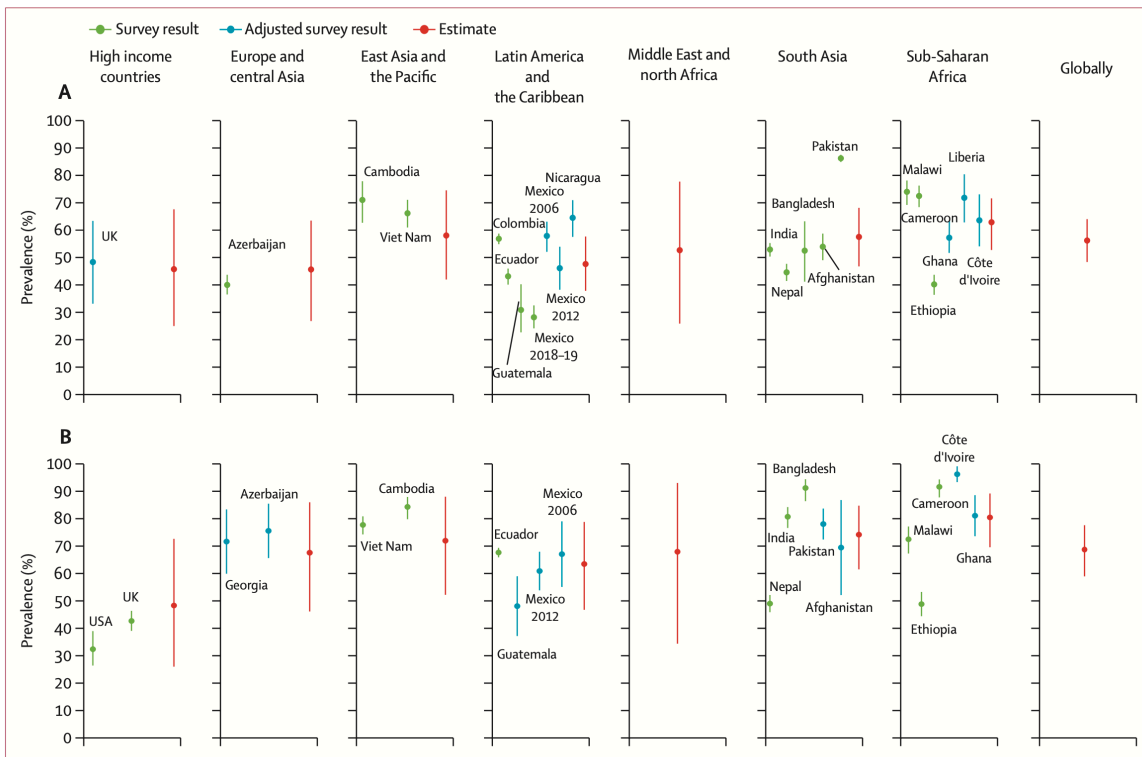 Survey result Adjusted survey result Estimate
High income
countries
Europe and
central Asia
East Asia and
the Pacific
Latin America
and
the Caribbean
Middle East and
north Africa
South Asia
Sub-Saharan
Africa
Globally
A
Prevalence (%)
100
90
80
70
60
50
40
30
20
10
0
UK
Azerbaijan
Cambodia
Viet Nam
Colombia
Ecuador
Guatemala
Mexico
2018–19
Mexico
2006
Mexico
2012
Nicaragua
India
Nepal
Bangladesh
Afghanistan
Pakistan
Malawi
Cameroon
Ethiopia
Ghana
Liberia
Côte
d'Ivoire
B
Prevalence (%)
100
90
80
70
60
50
40
30
20
10
0
USA
UK
Georgia
Azerbaijan
Viet Nam
Cambodia
Ecuador
Guatemala
Mexico
2012
Mexico
2006
Nepal
India
Bangladesh
Pakistan
Afghanistan
Malawi
Ethiopia
Cameroon
Côte
d'Ivoire
Ghana